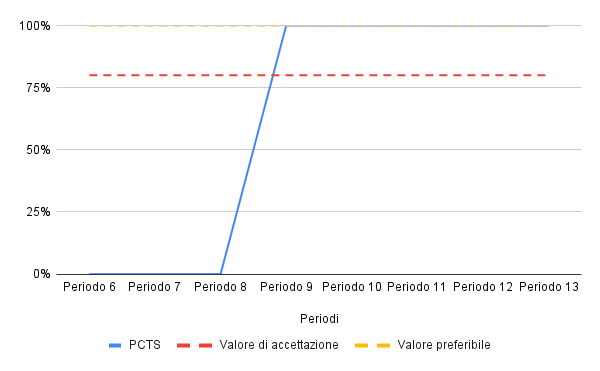 100%
75%
50%
25%
0%
Periodo 6 Periodo 7 Periodo 8 Periodo 9 Periodo 10 Periodo 11 Periodo 12 Periodo 13
Periodi
PCTS Valore di accettazione Valore preferibile